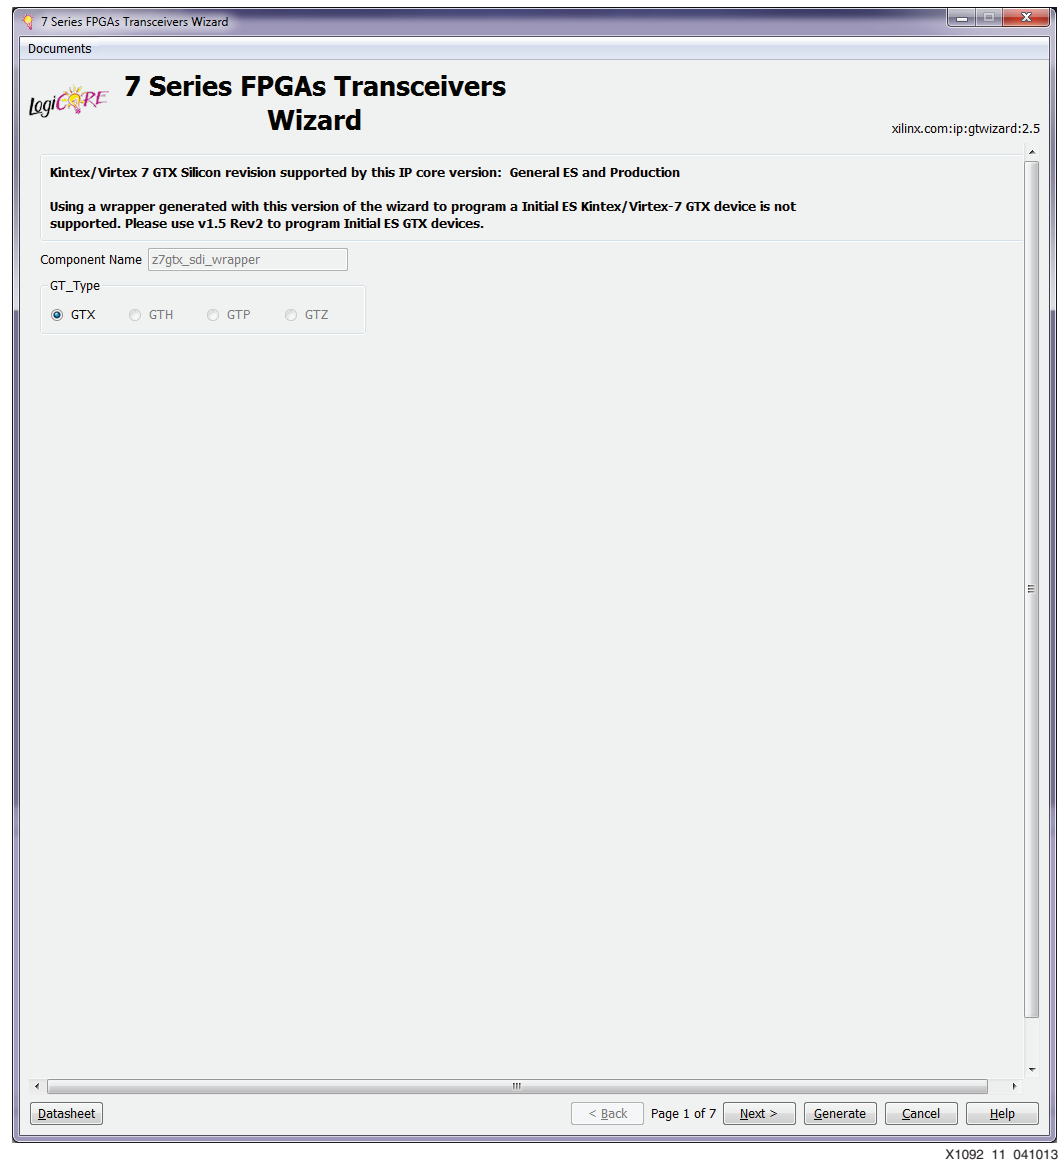 7 Series FPGAs Transceivers Wizard
Documents
LogiCORE
7 Series FPGAs Transceivers
Wizard
xilinx.com:ip:gtwizard:2.5
Kintex/Virtex 7 GTX Silicon revision supported by this IP core version:  General ES and Production
Using a wrapper generated with this version of the wizard to program a Initial ES Kintex/Virtex-7 GTX device is not
supported. Please use v1.5 Rev2 to program Initial ES GTX devices.
Component Name z7gtx_sdi_wrapper
GT_Type
GTX GTH GTP GTZ
Datasheet < Back Page 1 of 7 Next > Generate Cancel Help
X1092_11_041013